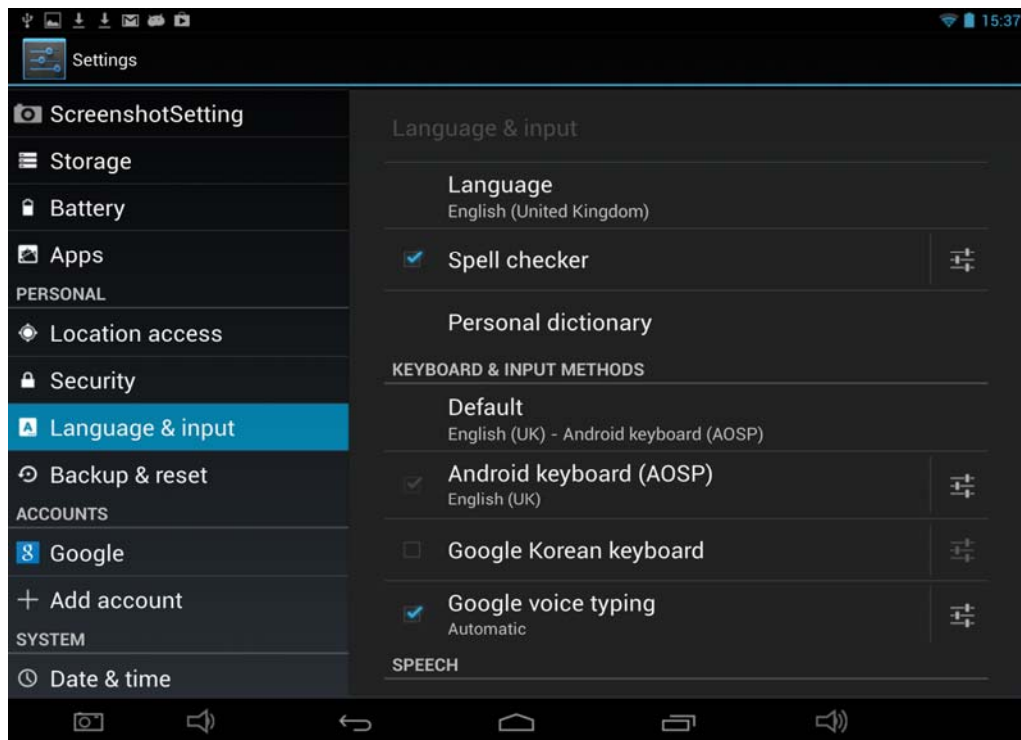 15:37
Settings
ScreenshotSetting
Storage
Battery
Apps
PERSONAL
Location access
Security
Language & input
Backup & reset
ACCOUNTS
Google
Add account
SYSTEM
Date & time
Language & input
Language
English (United Kingdom)
Spell checker
Personal dictionary
KEYBOARD & INPUT METHODS
Default
English (UK) - Android keyboard (AOSP)
Android keyboard (AOSP)
English (UK)
Google Korean keyboard
Google voice typing
Automatic
SPEECH